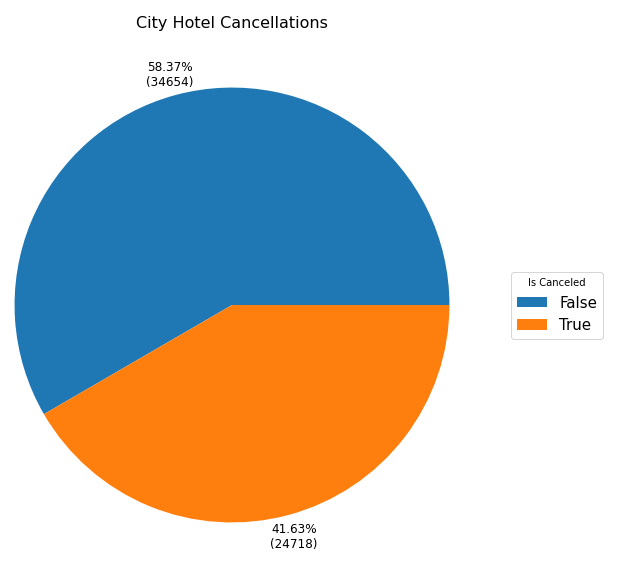 City Hotel Cancellations
58.37%
(34654)
Is Canceled
False
True
41.63%
(24718)